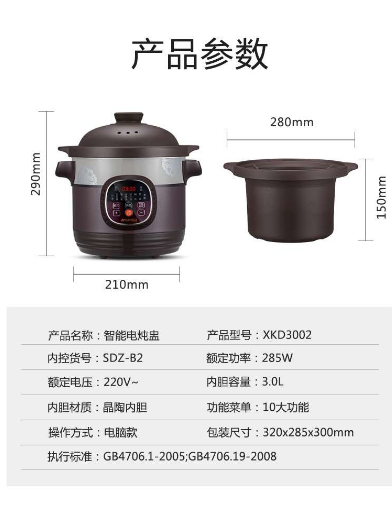 产品参数
280mm
290mm
150mm
210mm
产品名称：智能电炖盅 产品型号：XKD3002
内控货号：SDZ-B2 额定功率：285W
额定电压：220V~ 内胆容量：3.0L
内胆材质：晶陶内胆 功能菜单：10大功能
操作方式：电脑款 包装尺寸：320x285x300mm
执行标准：GB4706.1-2005;GB4706.19-2008